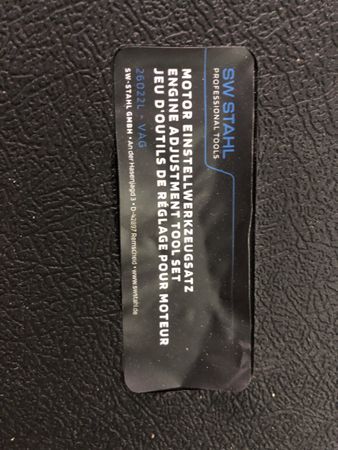 SW STAHL
PROFESSIONAL TOOLS
MOTOR EINSTELLWERKZEUGSATZ
ENGINE ADJUSTMENT TOOL SET
JEU D'OUTILS DE RÉGLAGE POUR MOTEUR
26022L - VAG
SW-STAHL GMBH • An der Hasenjagd 3 • D-42897 Remscheid • www.swstahl.de